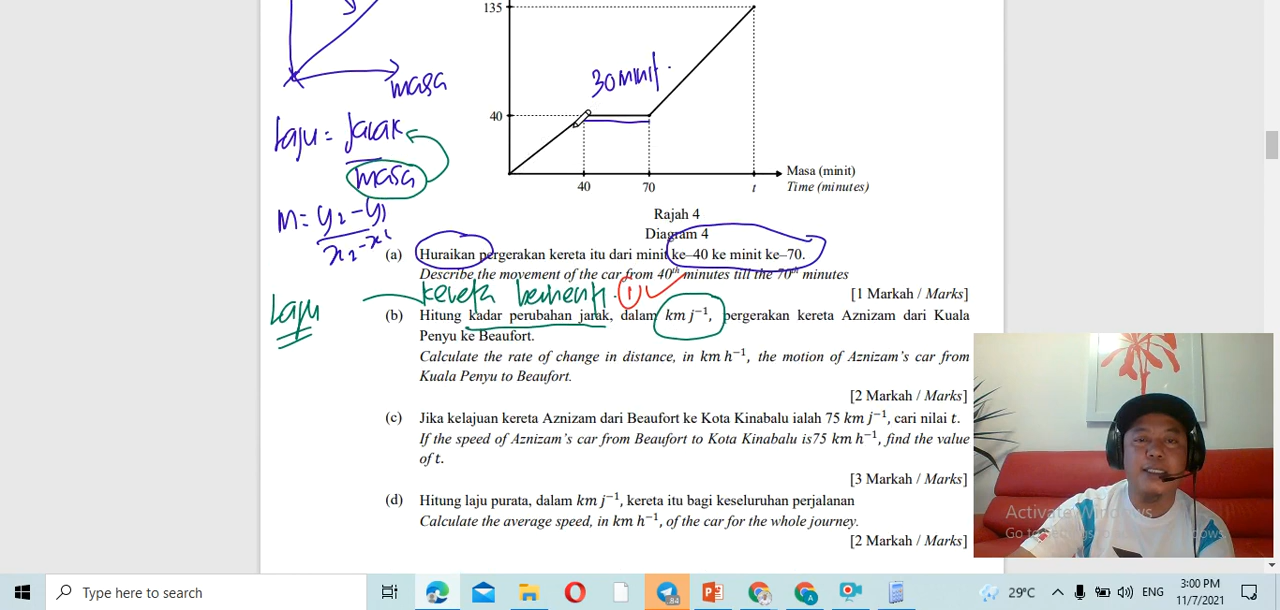 135
masa
30 minit.
40
Laju = Jarak
masa
Masa (minit)
Time (minutes)
40
70
t
Rajah 4
Diagram 4
M = y2 - y1
x2 - x1
(a) Huraikan pergerakan kereta itu dari minit ke–40 ke minit ke–70.
Describe the movement of the car from 40th minutes till the 70th minutes
kereta berhenti. ①
[1 Markah / Marks]
Laju
(b) Hitung kadar perubahan jarak, dalam km j⁻¹, pergerakan kereta Aznizam dari Kuala
Penyu ke Beaufort.
Calculate the rate of change in distance, in km h⁻¹, the motion of Aznizam’s car from
Kuala Penyu to Beaufort.
[2 Markah / Marks]
(c) Jika kelajuan kereta Aznizam dari Beaufort ke Kota Kinabalu ialah 75 km j⁻¹, cari nilai t.
If the speed of Aznizam’s car from Beaufort to Kota Kinabalu is75 km h⁻¹, find the value
of t.
[3 Markah / Marks]
(d) Hitung laju purata, dalam km j⁻¹, kereta itu bagi keseluruhan perjalanan
Calculate the average speed, in km h⁻¹, of the car for the whole journey.
[2 Markah / Marks]
Activate Windows
Type here to search
84
29°C
ENG
3:00 PM
11/7/2021